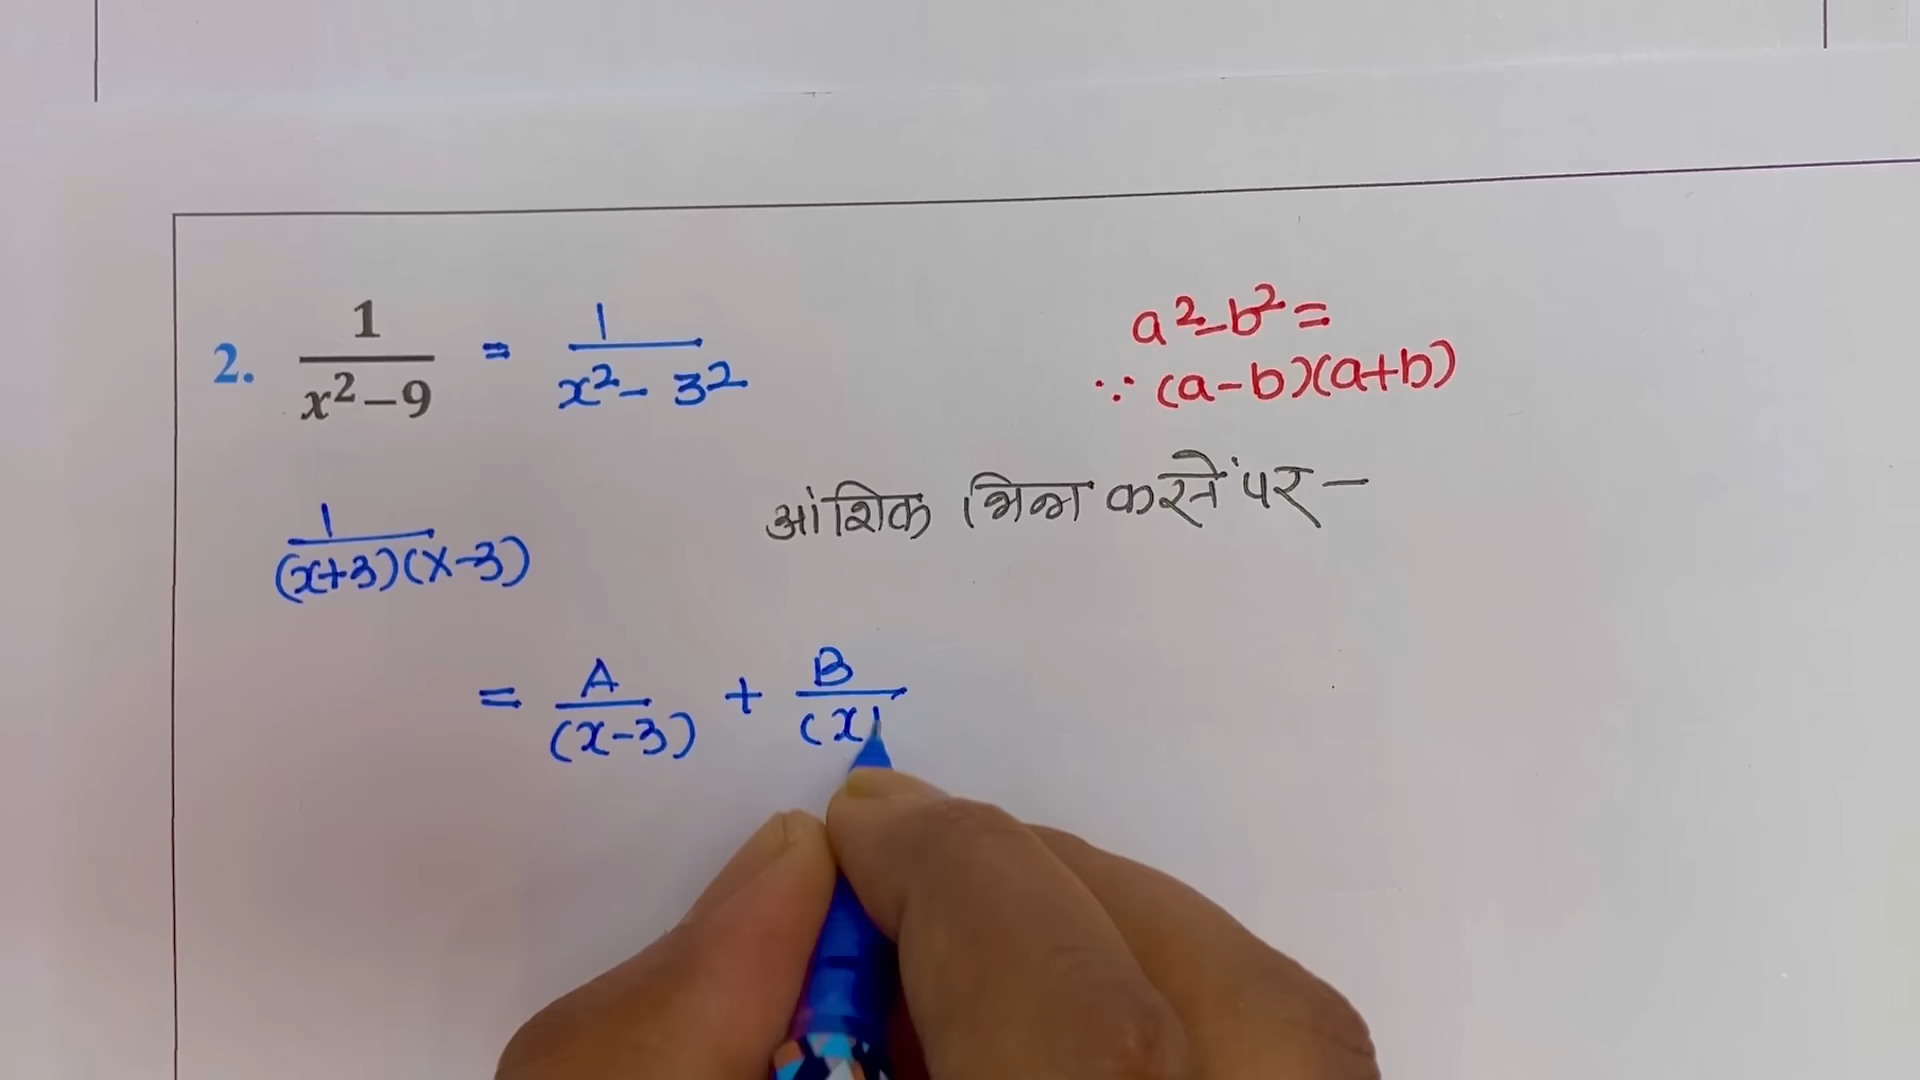 2. 1/(x²-9) = 1/(x²-3²)
a²-b²=
∵ (a-b)(a+b)
आंशिक भिन्न करने पर-
1/((x+3)(x-3))
= A/(x-3) + B/(x